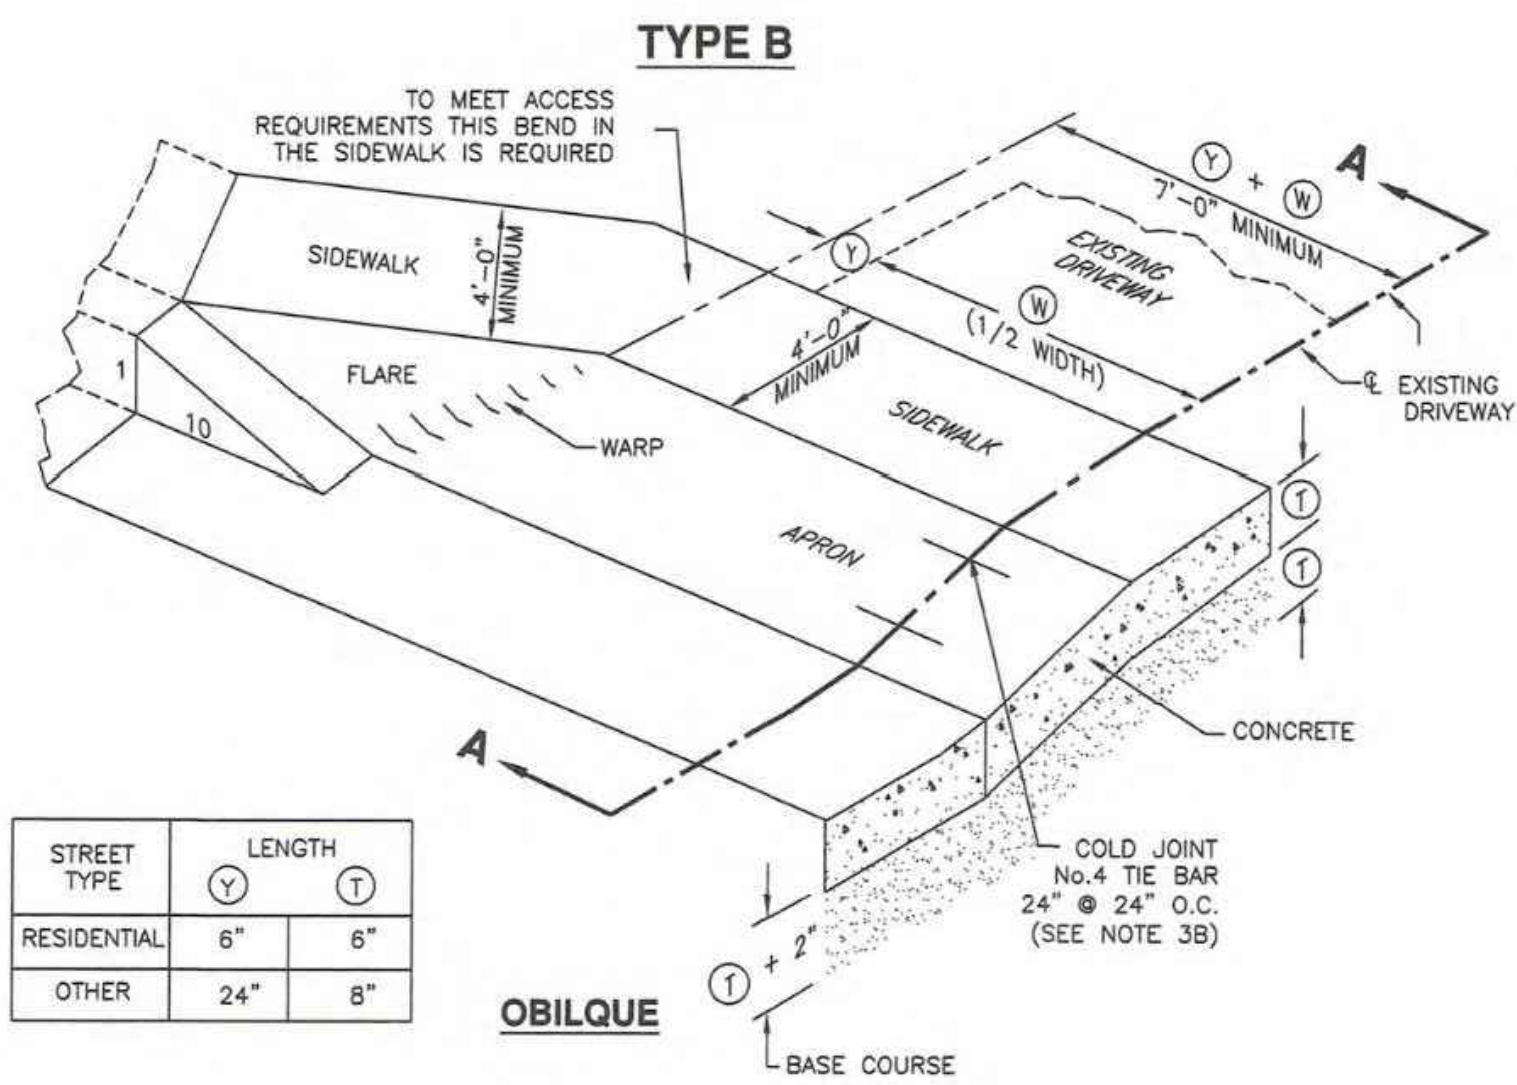 TYPE B
TO MEET ACCESS
REQUIREMENTS THIS BEND IN
THE SIDEWALK IS REQUIRED
Y + W
7'-0" MINIMUM
A
SIDEWALK
4'-0"
MINIMUM
Y
EXISTING
DRIVEWAY
W
(1/2 WIDTH)
4'-0"
MINIMUM
℄ EXISTING
DRIVEWAY
1
10
FLARE
WARP
SIDEWALK
T
T
APRON
CONCRETE
A
COLD JOINT
No.4 TIE BAR
24" @ 24" O.C.
(SEE NOTE 3B)
T + 2"
BASE COURSE
STREET
TYPE
LENGTH
Y T
RESIDENTIAL 6" 6"
OTHER 24" 8"
OBILQUE